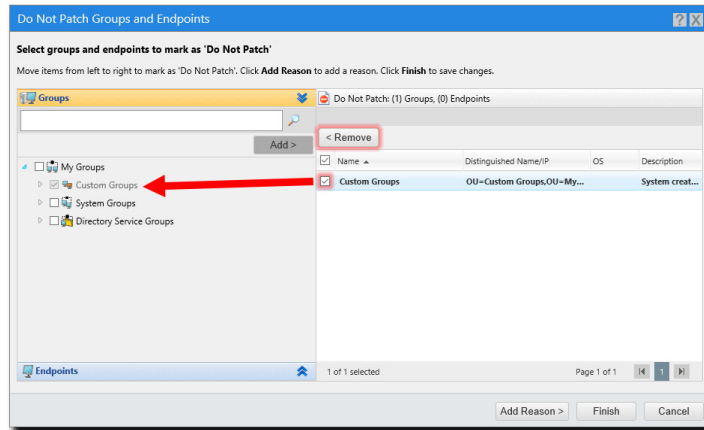 Do Not Patch Groups and Endpoints
? X
Select groups and endpoints to mark as 'Do Not Patch'
Move items from left to right to mark as 'Do Not Patch'. Click Add Reason to add a reason. Click Finish to save changes.
Groups
Do Not Patch: (1) Groups, (0) Endpoints
Add >
< Remove
Name
Distinguished Name/IP
OS
Description
My Groups
Custom Groups
Custom Groups
OU=Custom Groups,OU=My...
System creat...
System Groups
Directory Service Groups
Endpoints
1 of 1 selected
Page 1 of 1
1
Add Reason >
Finish
Cancel